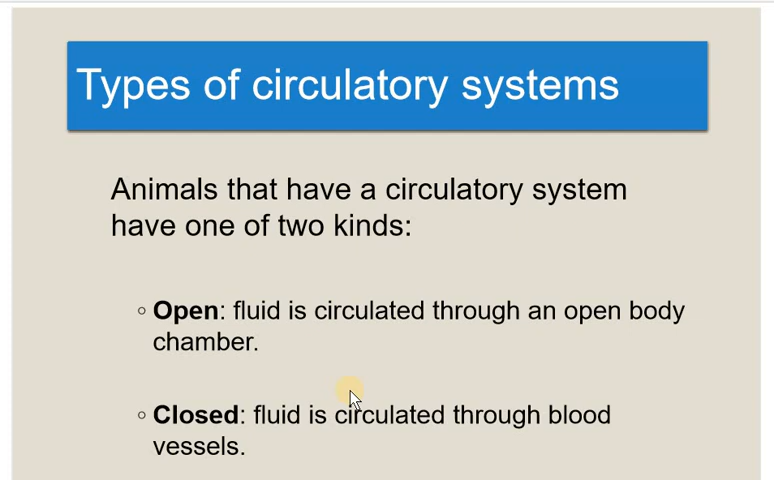 Types of circulatory systems
Animals that have a circulatory system
have one of two kinds:
◦ Open: fluid is circulated through an open body
chamber.
◦ Closed: fluid is circulated through blood
vessels.